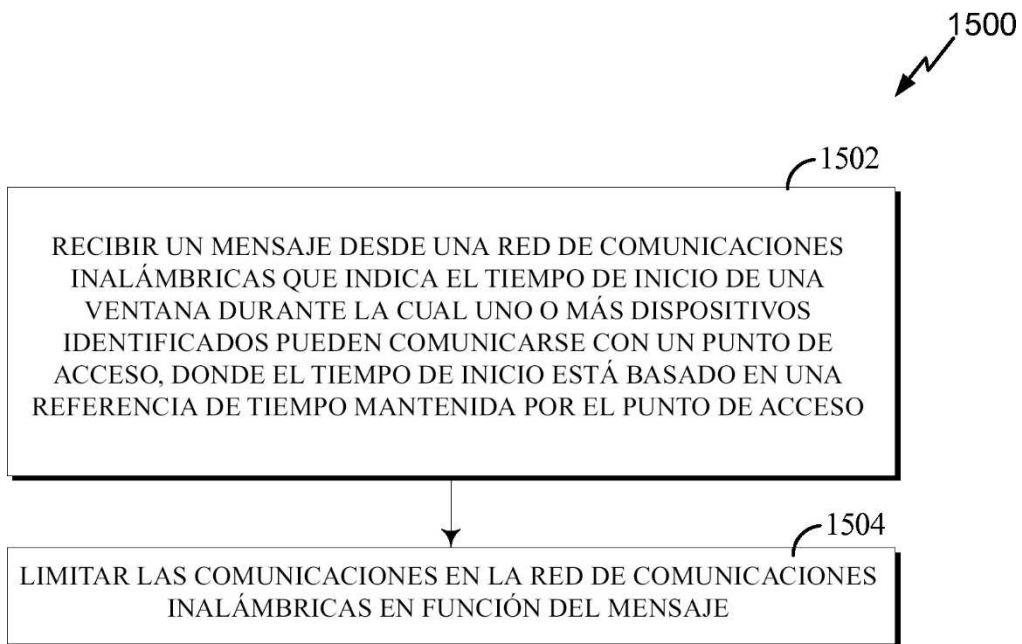 1500
1502
RECIBIR UN MENSAJE DESDE UNA RED DE COMUNICACIONES
INALÁMBRICAS QUE INDICA EL TIEMPO DE INICIO DE UNA
VENTANA DURANTE LA CUAL UNO O MÁS DISPOSITIVOS
IDENTIFICADOS PUEDEN COMUNICARSE CON UN PUNTO DE
ACCESO, DONDE EL TIEMPO DE INICIO ESTÁ BASADO EN UNA
REFERENCIA DE TIEMPO MANTENIDA POR EL PUNTO DE ACCESO
1504
LIMITAR LAS COMUNICACIONES EN LA RED DE COMUNICACIONES
INALÁMBRICAS EN FUNCIÓN DEL MENSAJE